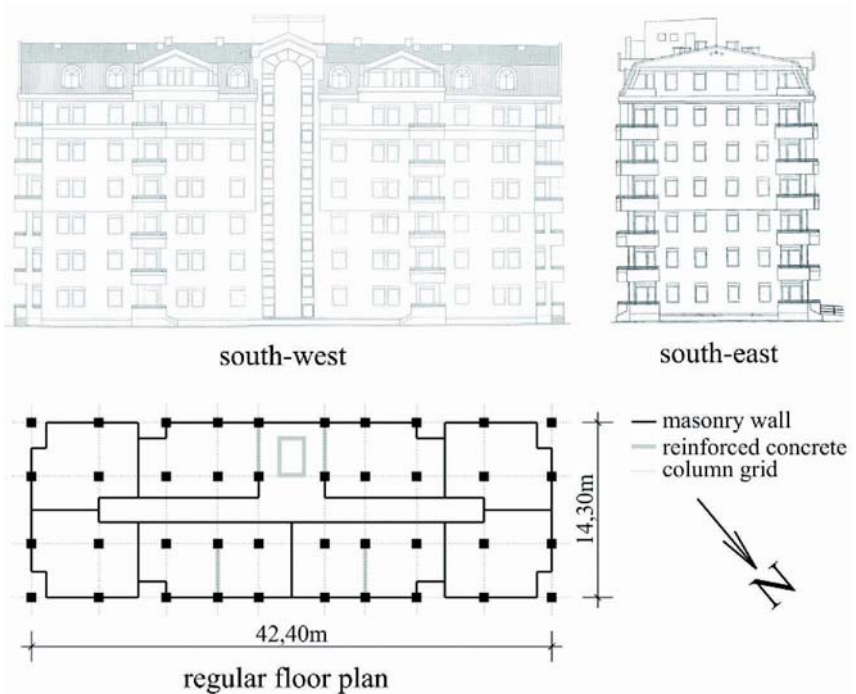 south-west
south-east
masonry wall
reinforced concrete
column grid
14,30m
N
42,40m
regular floor plan